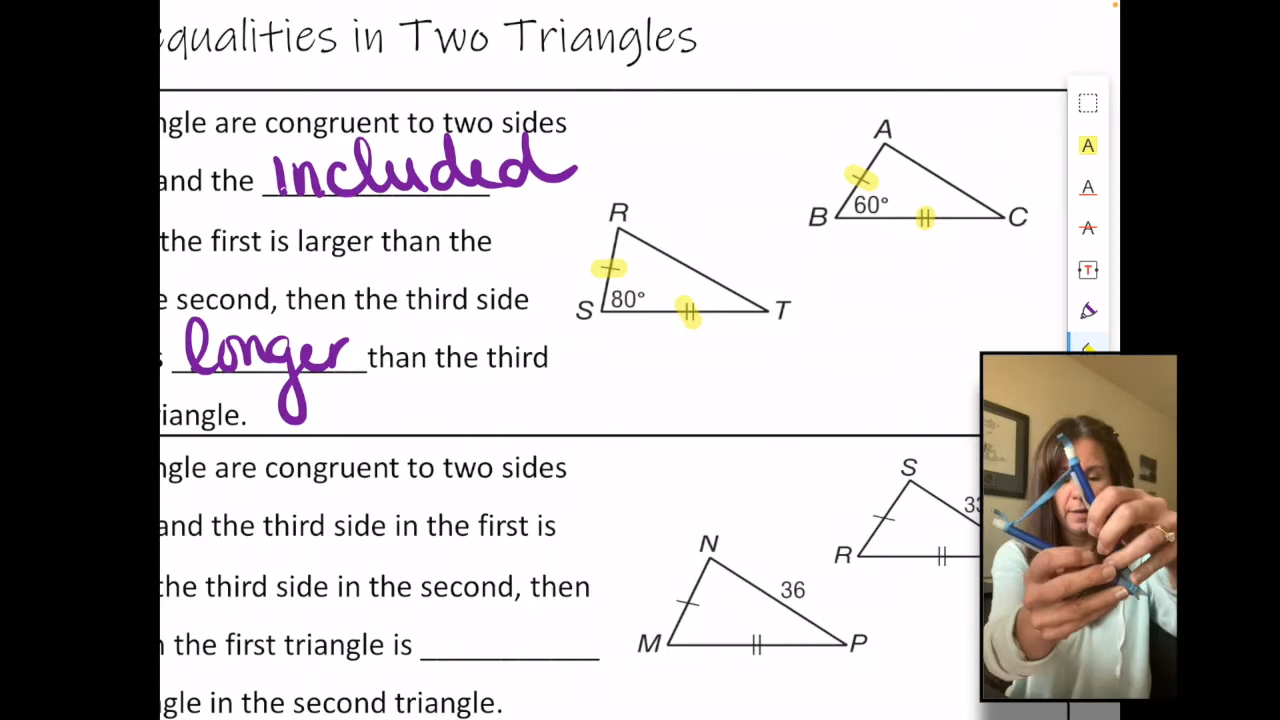 equalities in Two Triangles
ngle are congruent to two sides
and the included
the first is larger than the
e second, then the third side
s longer than the third
riangle.
R
S 80° T
A
B 60° C
ngle are congruent to two sides
and the third side in the first is
the third side in the second, then
n the first triangle is ___________
ngle in the second triangle.
N
36
M P
S
33
R
A
A
A
T